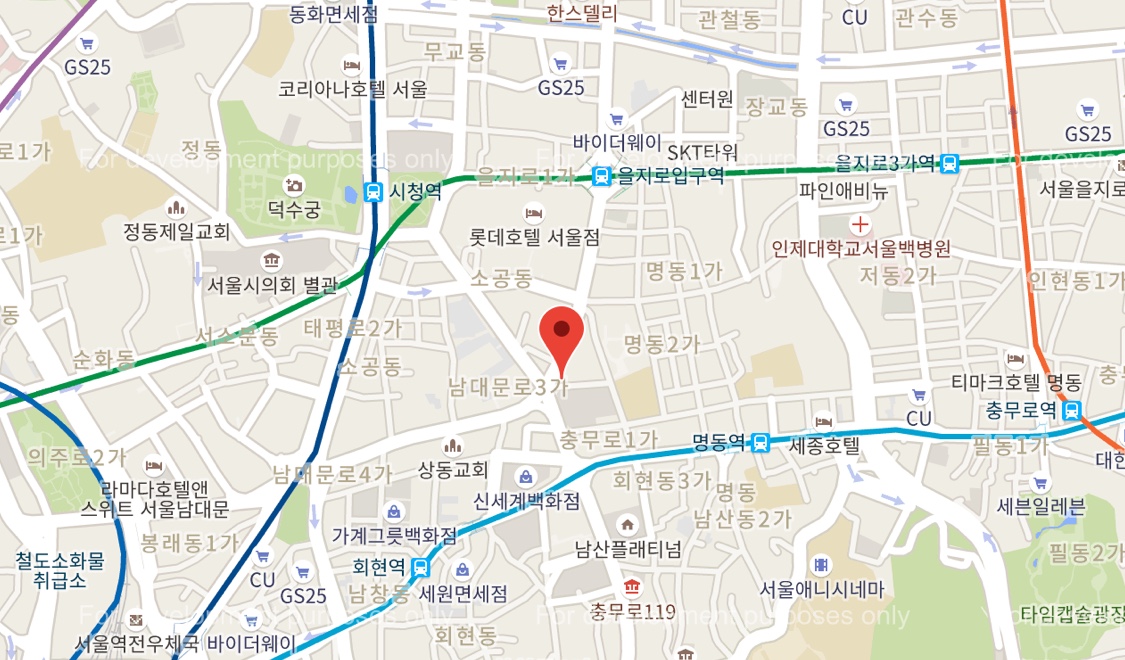 동화면세점
한스델리
CU
관철동
관수동
무교동
GS25
코리아나호텔 서울
GS25
센터원
장교동
GS25
GS25
바이더웨이
정동
로1가
For development purposes only
For development purposes only
For develo
SKT타워
을지로3가역
을지로1가
을지로입구역
시청역
파인애비뉴
서울을지로
덕수궁
정동제일교회
롯데호텔 서울점
인제대학교서울백병원
로1가
서울시의회 별관
소공동
명동1가
저동2가
인현동1가
동
서소문동
태평로2가
명동2가
순화동
소공동
남대문로3가
티마크호텔 명동
충무로역
CU
충무로1가
명동역
세종호텔
필동1가
의주로2가
상동교회
남대문로4가
회현동3가
명동
라마다호텔앤
스위트 서울남대문
신세계백화점
세븐일레븐
남산동2가
봉래동1가
가계그릇백화점
남산플래티넘
필동2가
철도소화물
취급소
회현역
CU
GS25
남창동
세원면세점
서울애니시네마
충무로119
For development purposes only
For development purposes only
타임캡슐광장
서울역전우체국
바이더웨이
회현동